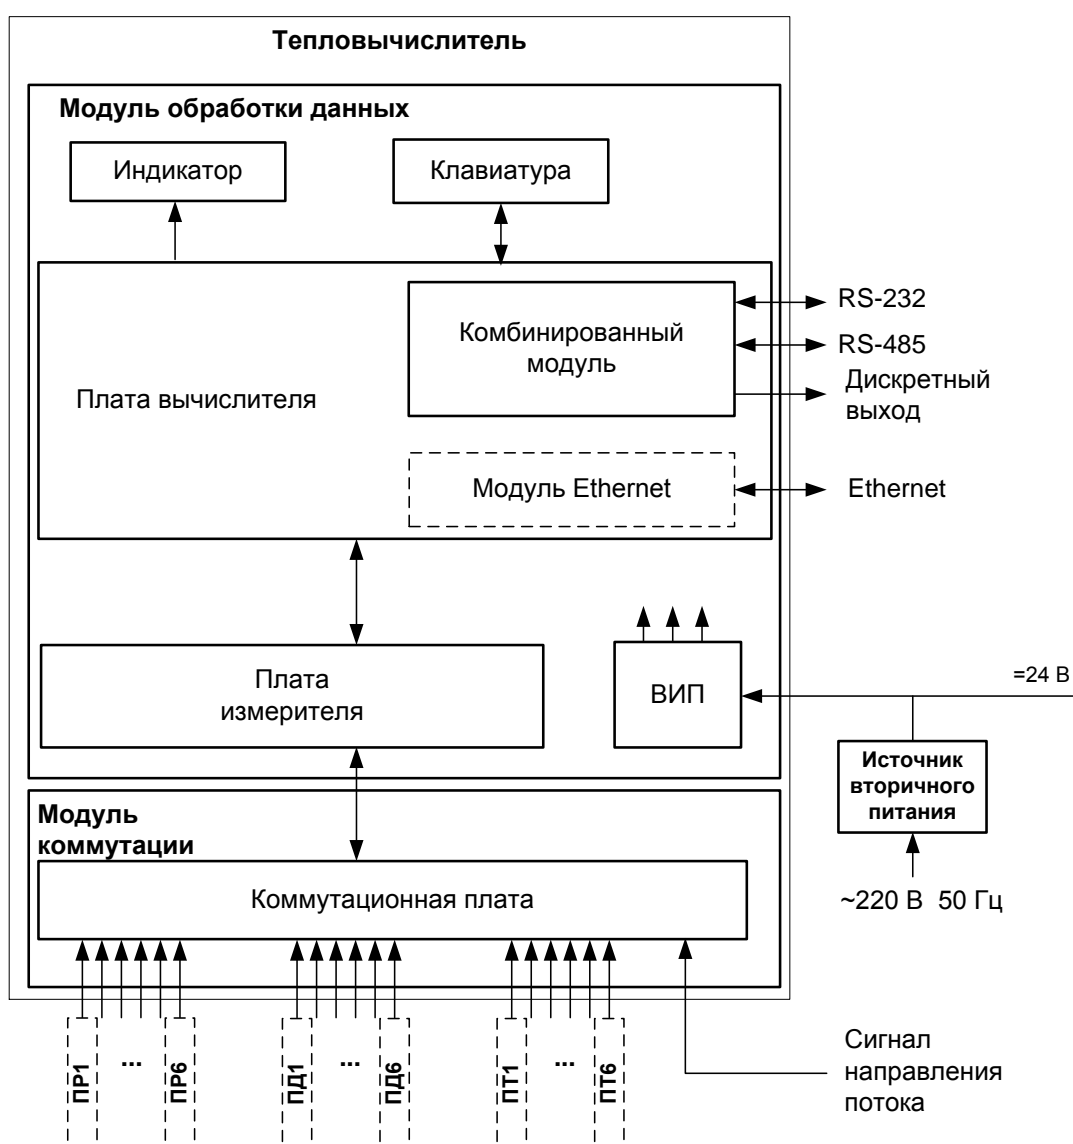 Тепловычислитель
Модуль обработки данных
Индикатор
Клавиатура
Комбинированный
модуль
RS-232
RS-485
Дискретный
выход
Плата вычислителя
Модуль Ethernet
Ethernet
Плата
измерителя
ВИП
=24 В
Источник
вторичного
питания
~220 В 50 Гц
Модуль
коммутации
Коммутационная плата
ПР1
...
ПР6
ПД1
...
ПД6
ПТ1
...
ПТ6
Сигнал
направления
потока